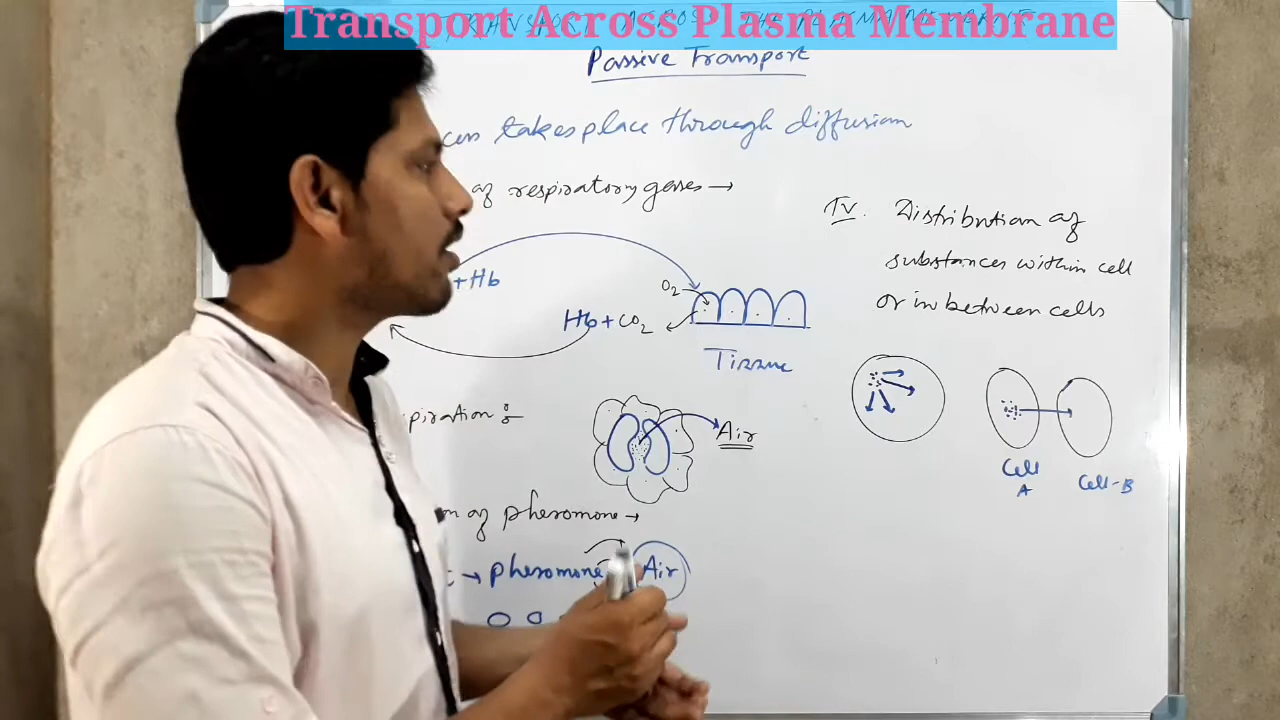 Transport Across Plasma Membrane
Passive Transport
takes place through diffusion
of respiratory gases →
+Hb
O2
Hb + CO2
Tissue
piration :-
Air
of pheromone →
→ pheromone
Air
IV. Distribution of
substances within cell
or in between cells
Cell
A
Cell-B